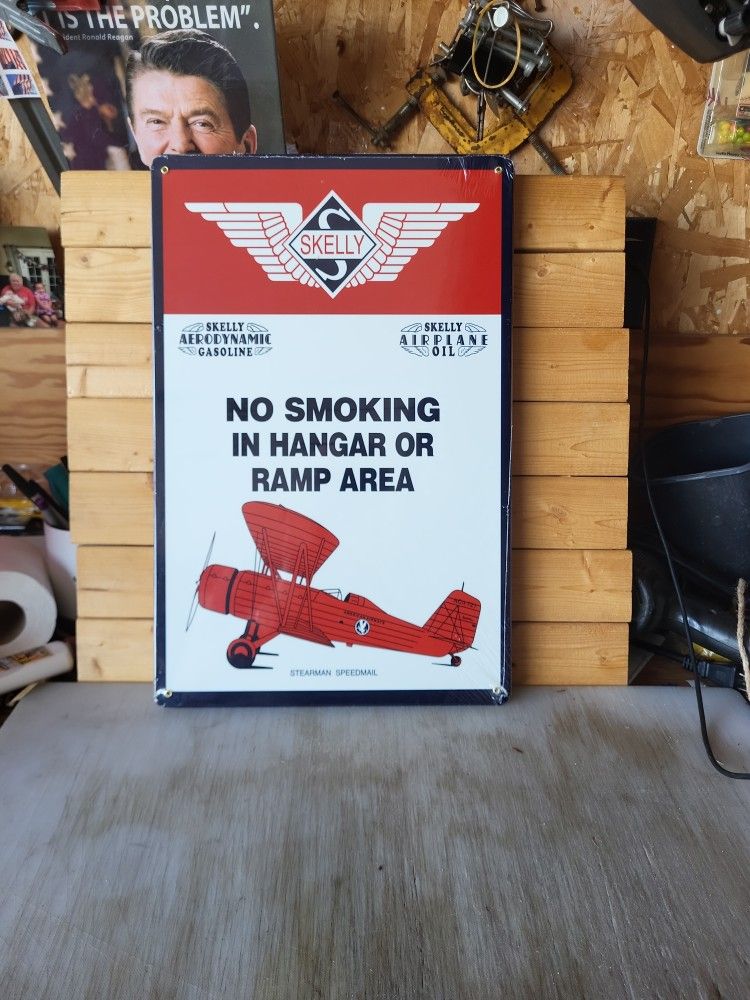 IS THE PROBLEM".
ident Ronald Reagan
S
SKELLY
SKELLY
AERODYNAMIC
GASOLINE
SKELLY
AIRPLANE
OIL
NO SMOKING
IN HANGAR OR
RAMP AREA
STEARMAN SPEEDMAIL